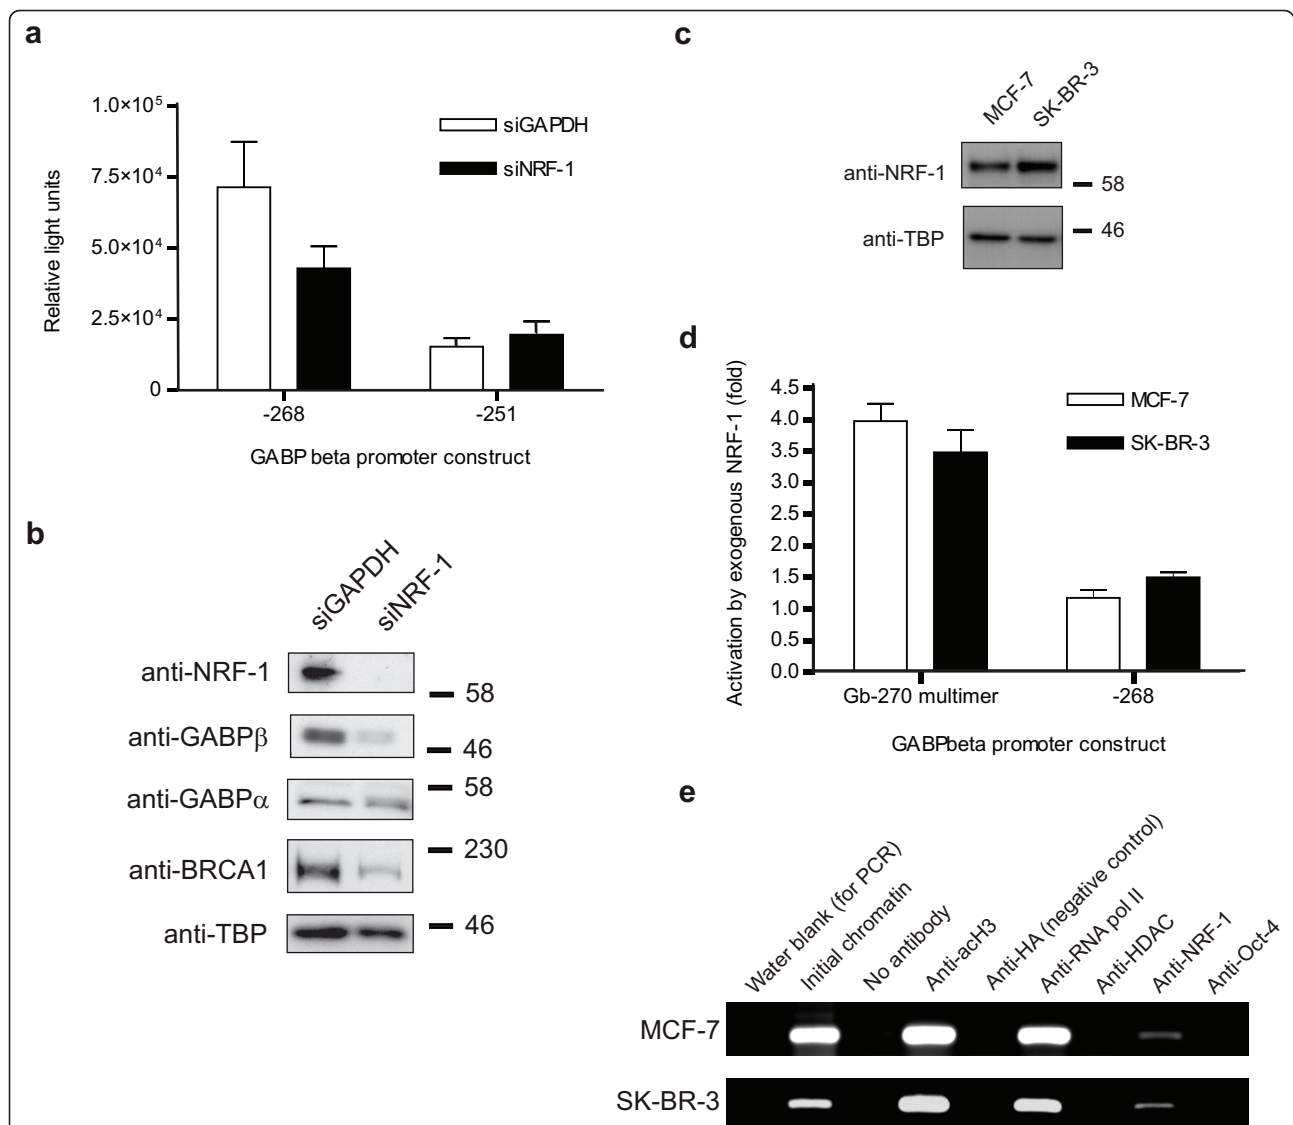 a
1.0×10⁵
7.5×10⁴
5.0×10⁴
2.5×10⁴
0
Relative light units
siGAPDH
siNRF-1
-268
-251
GABP beta promoter construct
b
siGAPDH
siNRF-1
anti-NRF-1
58
anti-GABPβ
46
anti-GABPα
58
anti-BRCA1
230
anti-TBP
46
c
MCF-7
SK-BR-3
anti-NRF-1
58
anti-TBP
46
d
Activation by exogenous NRF-1 (fold)
4.5
4.0
3.5
3.0
2.5
2.0
1.5
1.0
0.5
0.0
MCF-7
SK-BR-3
Gb-270 multimer
-268
GABPbeta promoter construct
e
Water blank (for PCR)
Initial chromatin
No antibody
Anti-acH3
Anti-HA (negative control)
Anti-RNA pol II
Anti-HDAC
Anti-NRF-1
Anti-Oct-4
MCF-7
SK-BR-3